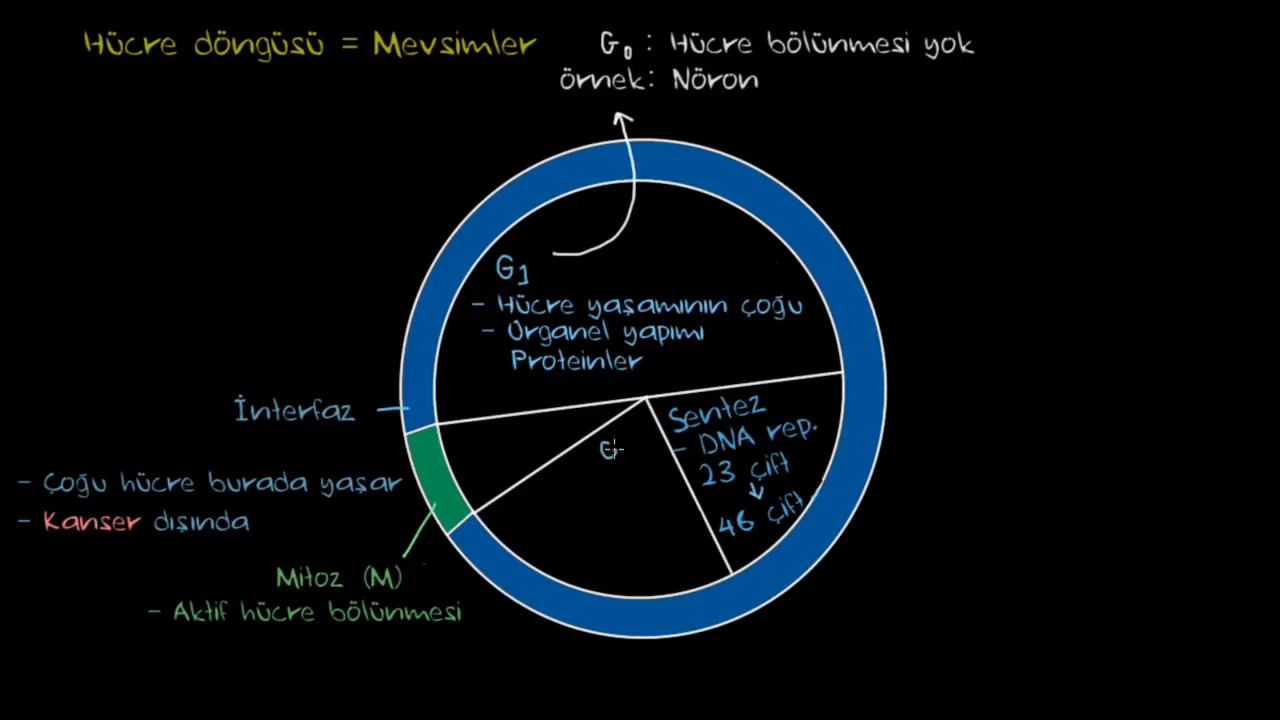 Hücre döngüsü = Mevsimler
G0 : Hücre bölünmesi yok
örnek: Nöron
G1
- Hücre yaşamının çoğu
- Organel yapımı
Proteinler
İnterfaz
- Çoğu hücre burada yaşar
- Kanser dışında
Mitoz (M)
- Aktif hücre bölünmesi
Sentez
- DNA rep.
23 çift
46 çift
G